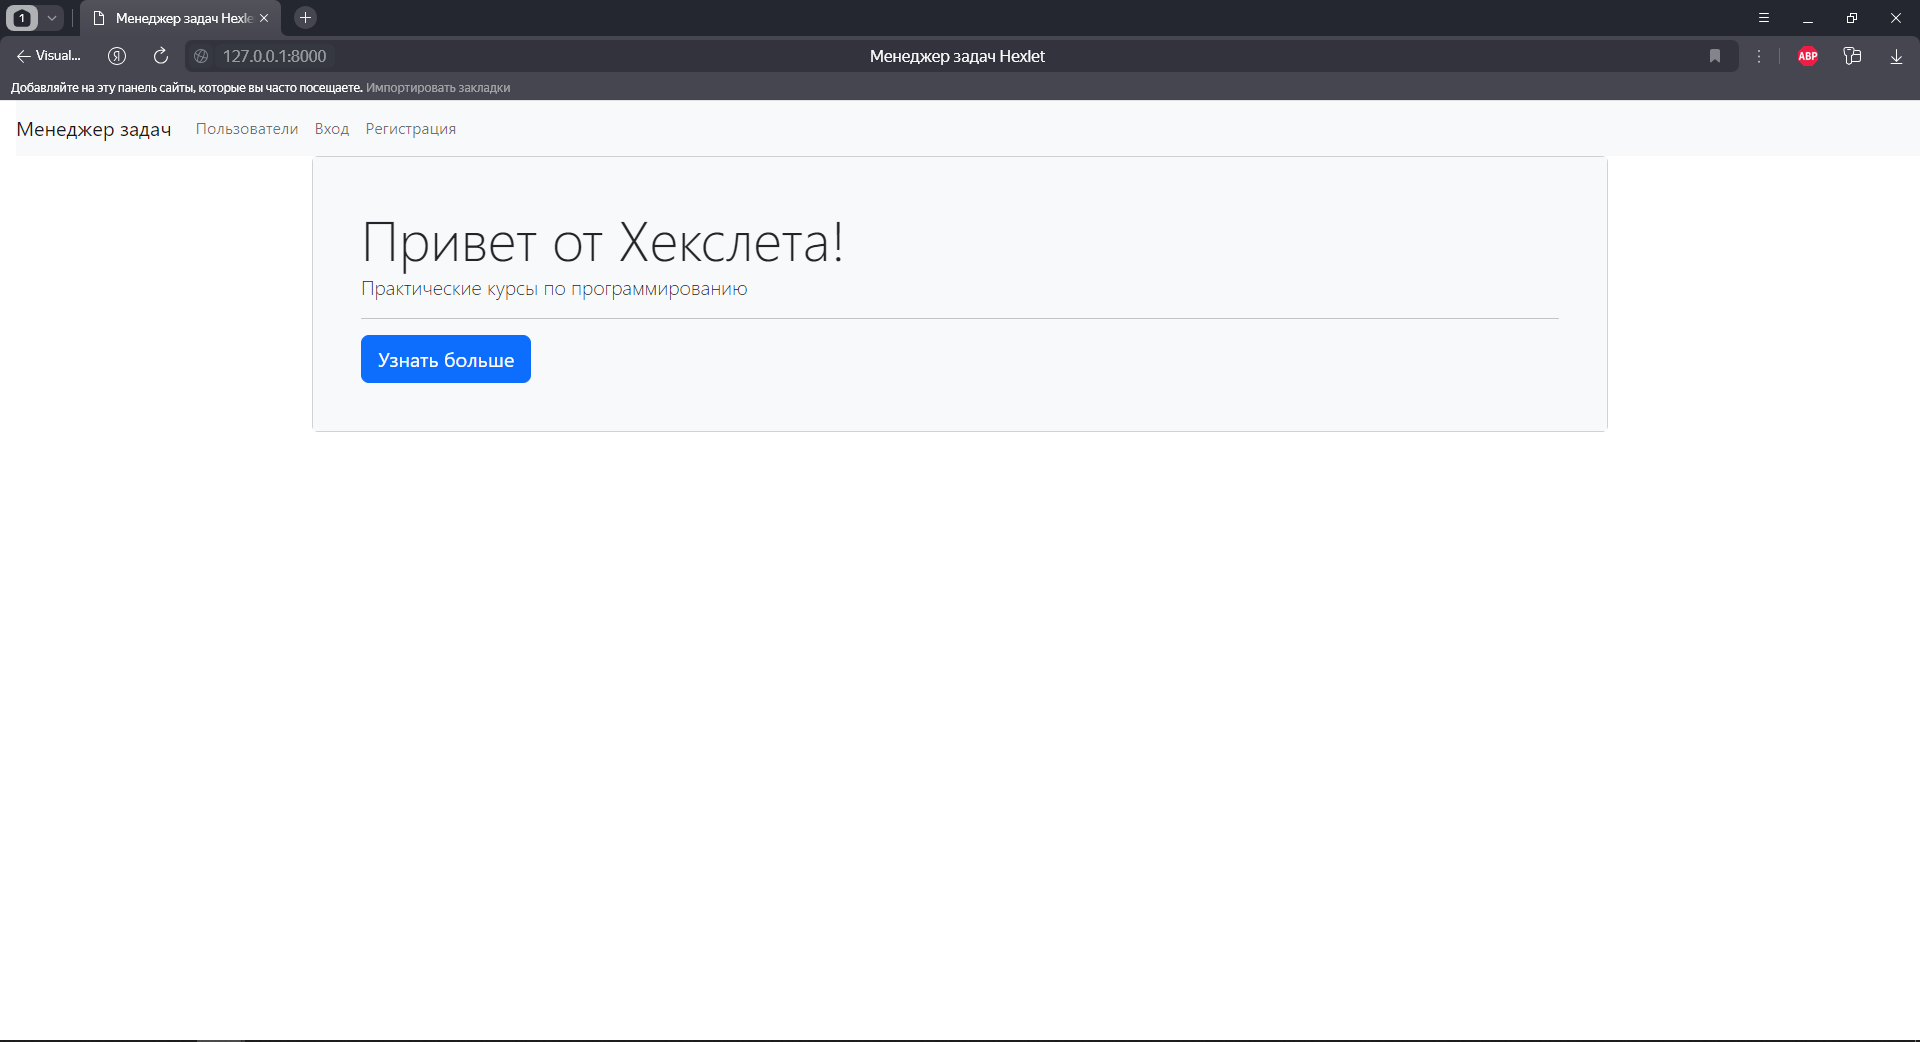 1
Менеджер задач Hexle
Visual...
Я
127.0.0.1:8000
Менеджер задач Hexlet
ABP
Добавляйте на эту панель сайты, которые вы часто посещаете. Импортировать закладки
Менеджер задач Пользователи Вход Регистрация
Привет от Хекслета!
Практические курсы по программированию
Узнать больше